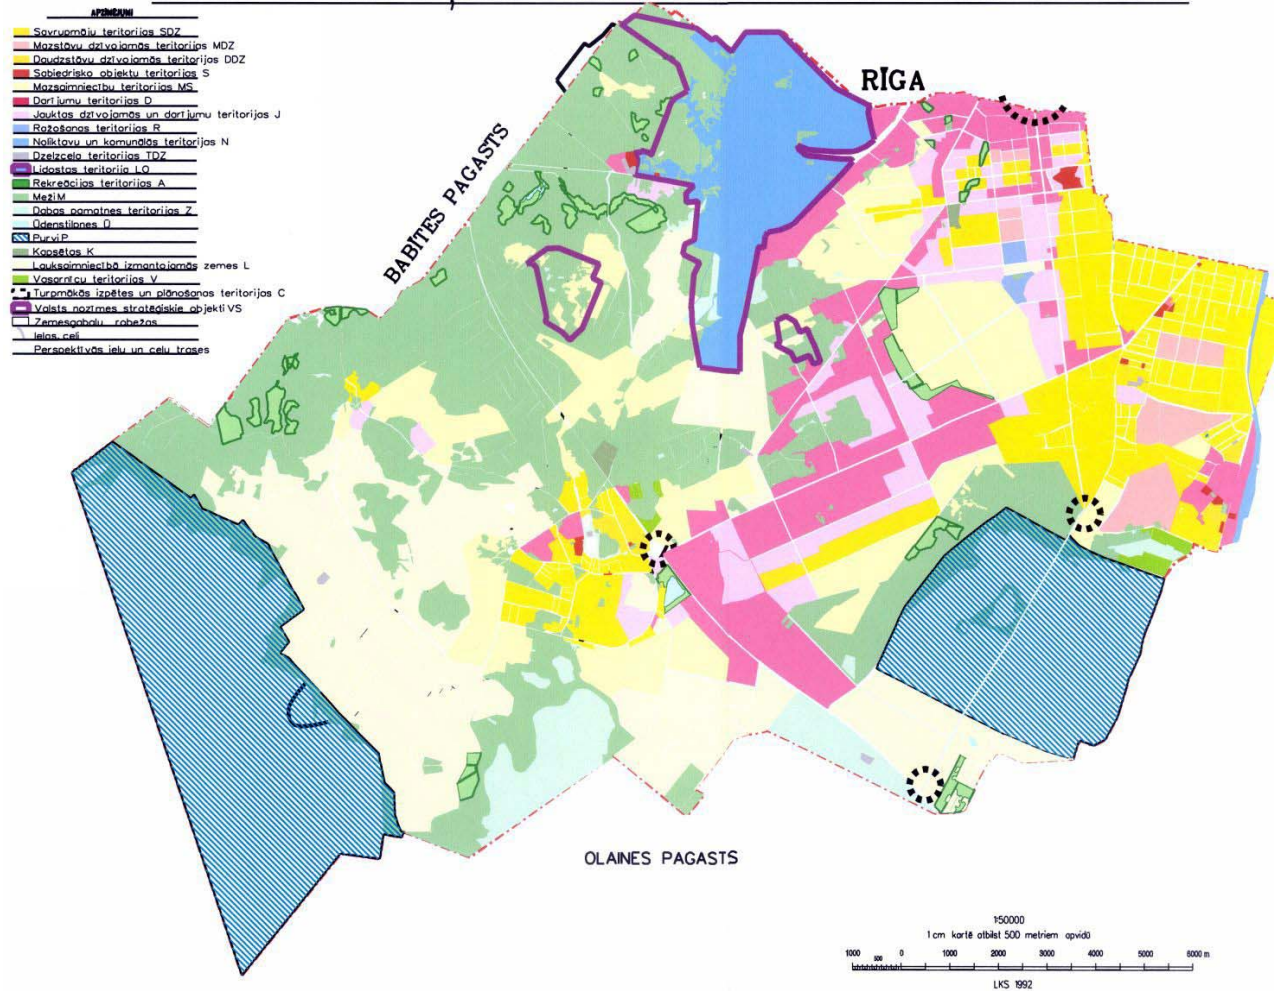 APZĪMĒJUMI
Savrupmāju teritorijas SDZ
Mazstāvu dzīvojamās teritorijas MDZ
Daudzstāvu dzīvojamās teritorijas DDZ
Sabiedrisko objektu teritorijas S
Mazsaimniecību teritorijas MS
Darījumu teritorijas D
Jauktas dzīvojamās un darījumu teritorijas J
Ražošanas teritorijas R
Noliktavu un komunālās teritorijas N
Dzelzceļa teritorijas TDZ
Lidostas teritorija LO
Rekreācijas teritorijas A
Meži M
Dabas pamatnes teritorijas Z
Ūdenstilpnes Ū
Purvi P
Kapsētas K
Lauksaimniecībā izmantojamās zemes L
Vasarnīcu teritorijas V
Turpmākās izpētes un plānošanas teritorijas C
Valsts nozīmes stratēģiskie objekti VS
Zemesgabalu robežas
Ielas, ceļi
Perspektīvās ielu un ceļu trases
RĪGA
BABĪTES PAGASTS
OLAINES PAGASTS
1:50000
1 cm kartē atbilst 500 metriem apvidū
1000 500 0 1000 2000 3000 4000 5000 6000 m
LKS 1992